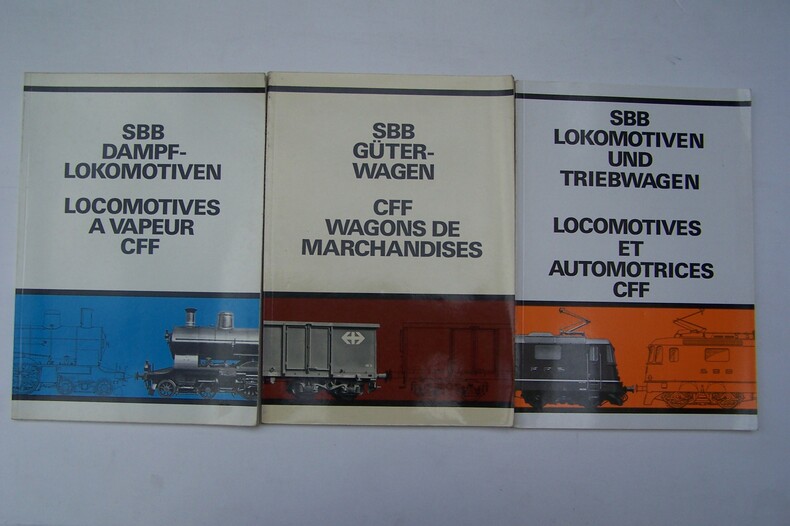 SBB
DAMPF-
LOKOMOTIVEN
LOCOMOTIVES
A VAPEUR
CFF
SBB
GÜTER-
WAGEN
CFF
WAGONS DE
MARCHANDISES
SBB
LOKOMOTIVEN
UND
TRIEBWAGEN
LOCOMOTIVES
ET
AUTOMOTRICES
CFF